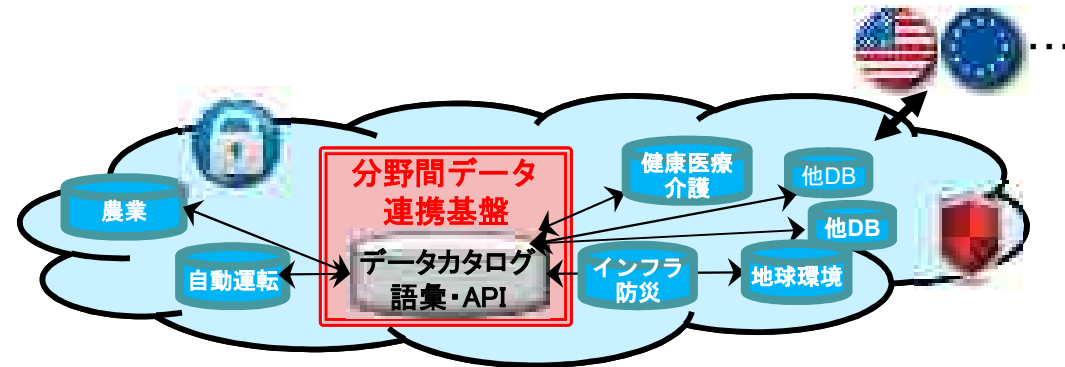 ・・・
分野間データ
連携基盤
データカタログ
語彙・API
農業
自動運転
健康医療
介護
他DB
他DB
インフラ
防災
地球環境